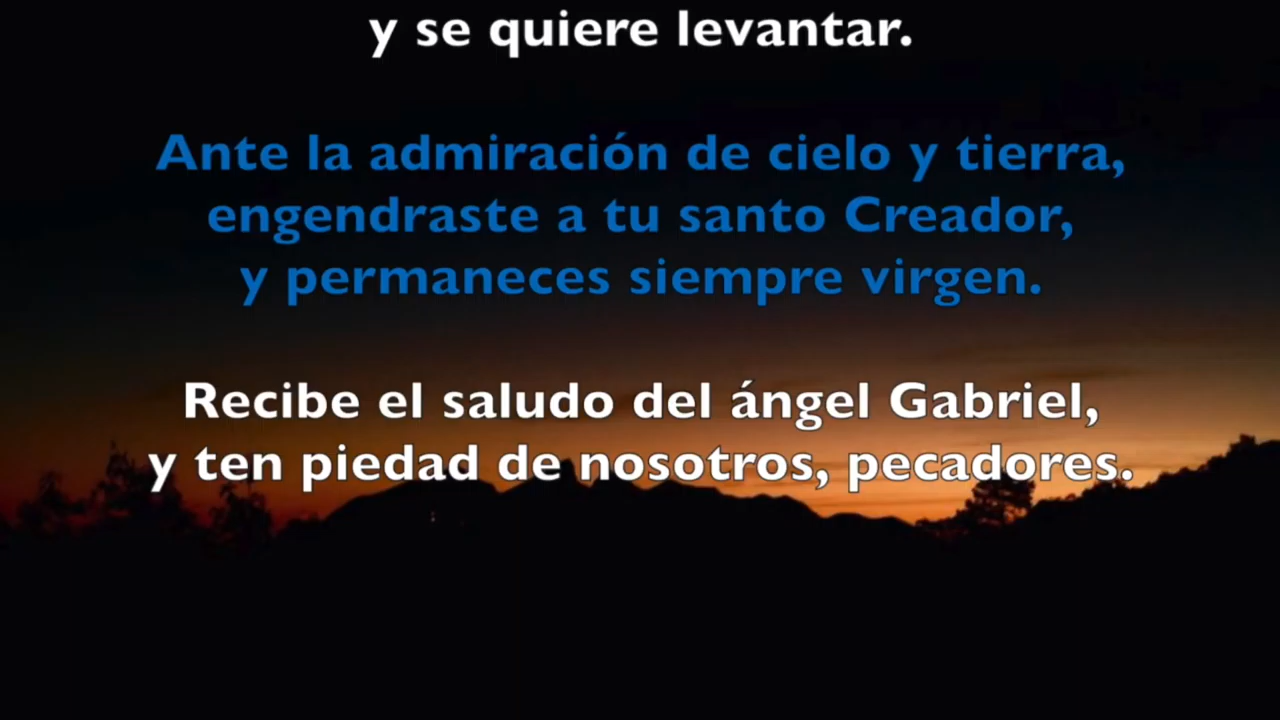 y se quiere levantar.
Ante la admiración de cielo y tierra,
engendraste a tu santo Creador,
y permaneces siempre virgen.
Recibe el saludo del ángel Gabriel,
y ten piedad de nosotros, pecadores.